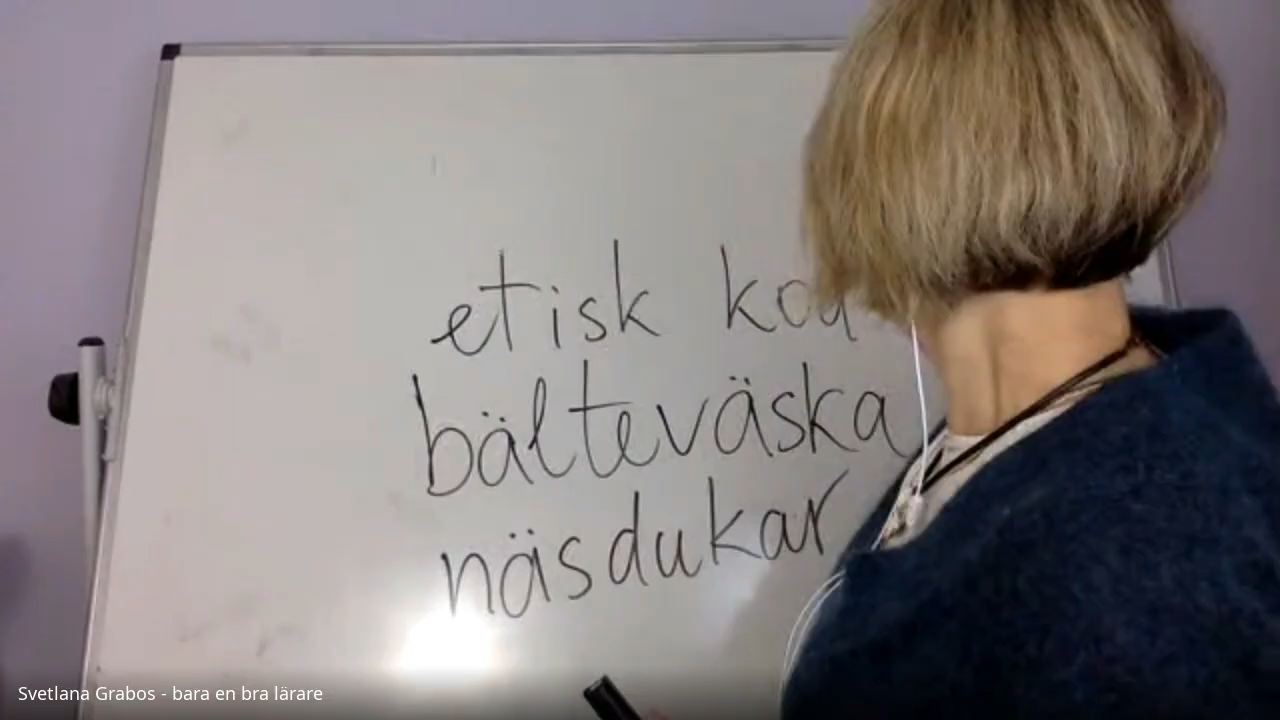 etisk kod
bälteväska
näsdukar
Svetlana Grabos - bara en bra lärare